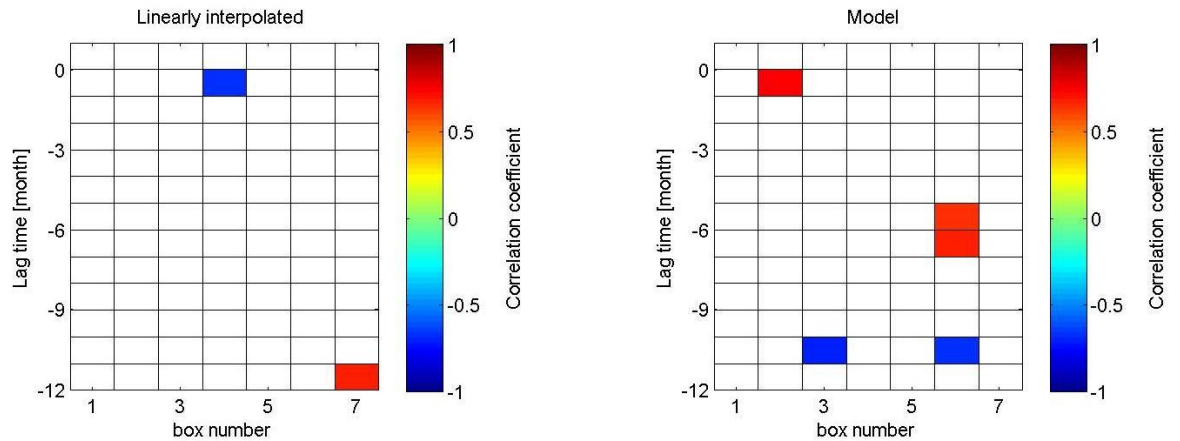 Linearly interpolated
0
-3
-6
-9
-12
Lag time [month]
1 3 5 7
box number
1
0.5
0
-0.5
-1
Correlation coefficient
Model
0
-3
-6
-9
-12
Lag time [month]
1 3 5 7
box number
1
0.5
0
-0.5
-1
Correlation coefficient